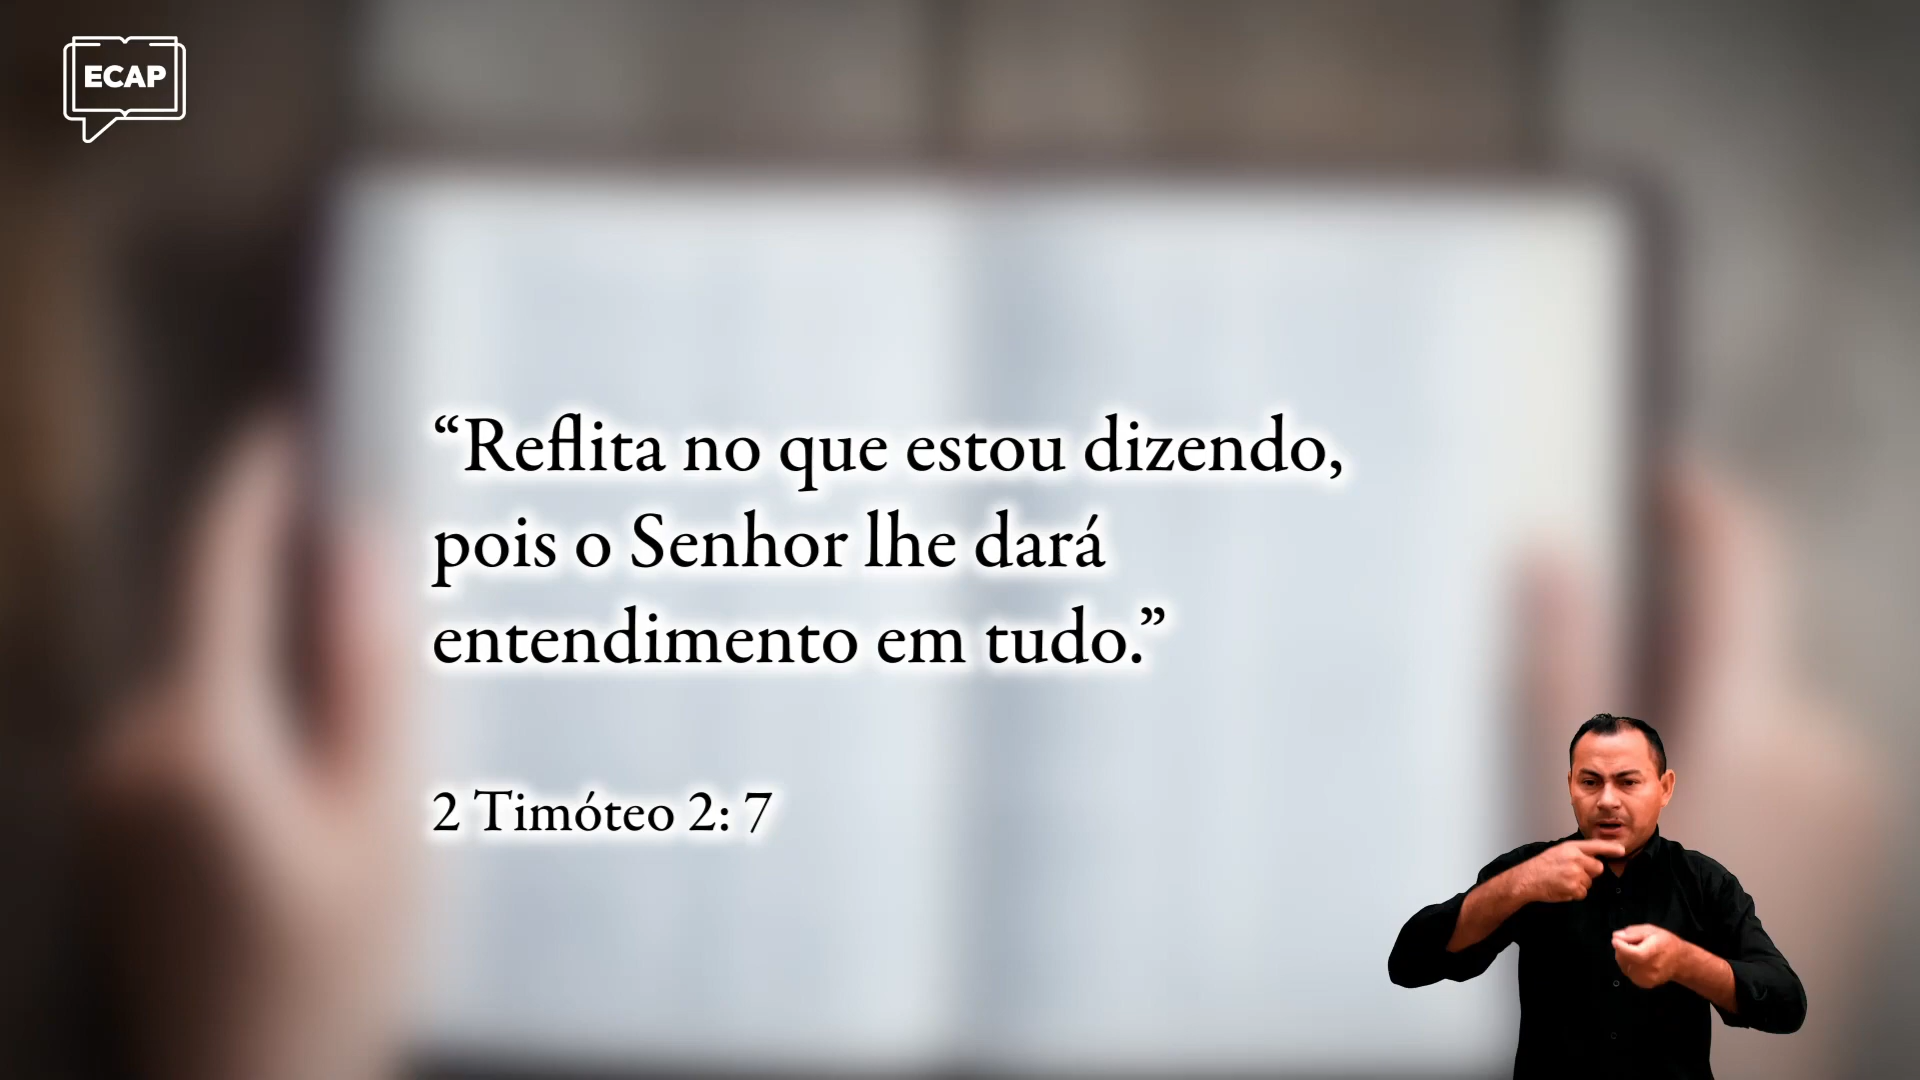 ECAP
“Reflita no que estou dizendo,
pois o Senhor lhe dará
entendimento em tudo.”
2 Timóteo 2: 7